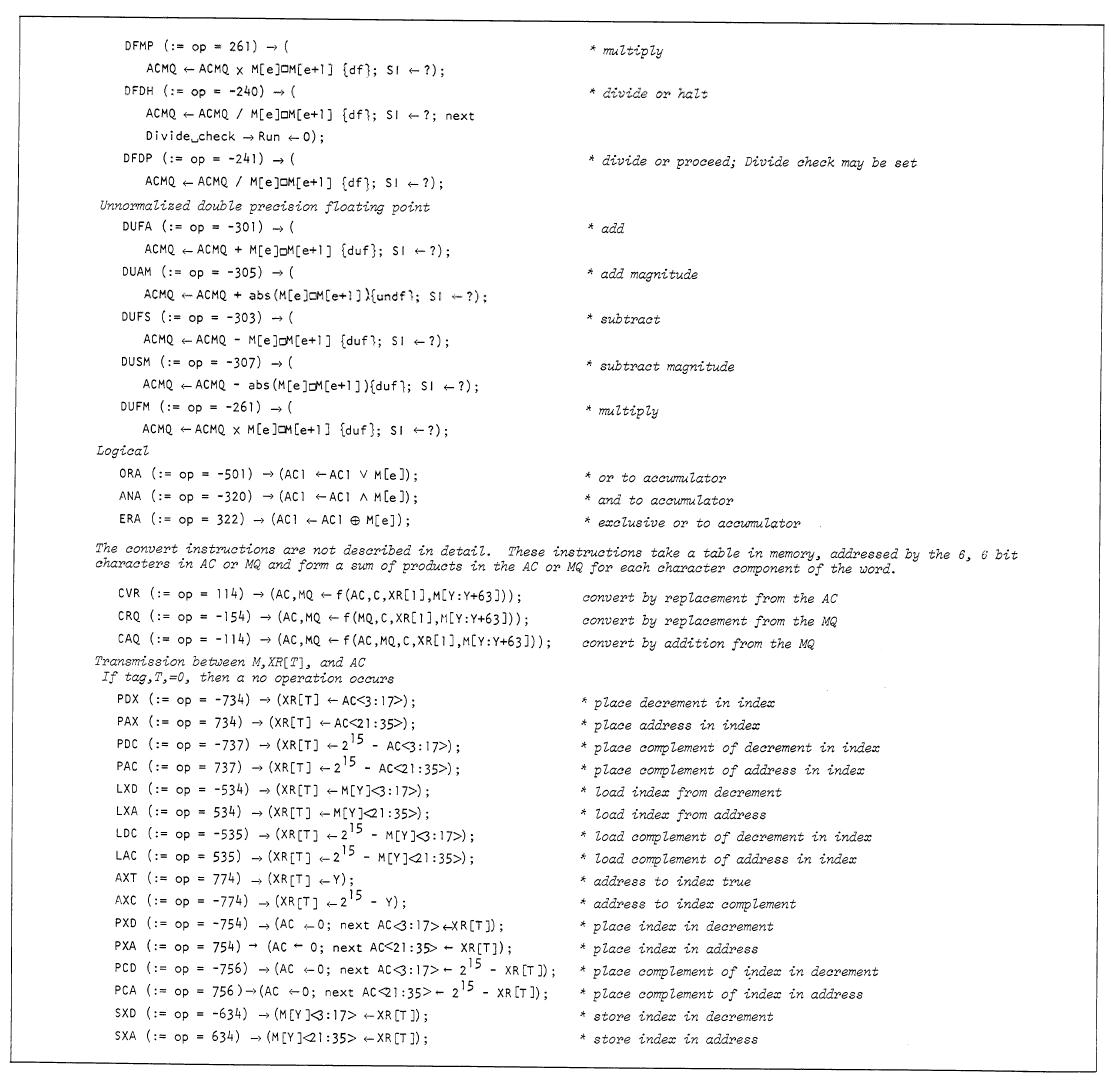 DFMP (:= op = 261) → ( * multiply
ACMQ ← ACMQ x M[e]□M[e+1] {df}; SI ←?);
DFDH (:= op = -240) → ( * divide or halt
ACMQ ← ACMQ / M[e]□M[e+1] {df}; SI ←?; next
Divide␣check → Run ← 0);
DFDP (:= op = -241) → ( * divide or proceed; Divide check may be set
ACMQ ← ACMQ / M[e]□M[e+1] {df}; SI ←?);
Unnormalized double precision floating point
DUFA (:= op = -301) → ( * add
ACMQ ← ACMQ + M[e]□M[e+1] {duf}; SI ←?);
DUAM (:= op = -305) → ( * add magnitude
ACMQ ← ACMQ + abs(M[e]□M[e+1]){undf}; SI ←?);
DUFS (:= op = -303) → ( * subtract
ACMQ ← ACMQ - M[e]□M[e+1] {duf}; SI ←?);
DUSM (:= op = -307) → ( * subtract magnitude
ACMQ ← ACMQ - abs(M[e]□M[e+1]){duf}; SI ←?);
DUFM (:= op = -261) → ( * multiply
ACMQ ← ACMQ x M[e]□M[e+1] {duf}; SI ←?);
Logical
ORA (:= op = -501) → (AC1 ← AC1 ∨ M[e]); * or to accumulator
ANA (:= op = -320) → (AC1 ← AC1 ∧ M[e]); * and to accumulator
ERA (:= op = 322) → (AC1 ← AC1 ⊕ M[e]); * exclusive or to accumulator
The convert instructions are not described in detail. These instructions take a table in memory, addressed by the 6, 6 bit
characters in AC or MQ and form a sum of products in the AC or MQ for each character component of the word.
CVR (:= op = 114) → (AC,MQ ← f(AC,C,XR[1],M[Y:Y+63])); convert by replacement from the AC
CRQ (:= op = -154) → (AC,MQ ← f(MQ,C,XR[1],M[Y:Y+63])); convert by replacement from the MQ
CAQ (:= op = -114) → (AC,MQ ← f(AC,MQ,C,XR[1],M[Y:Y+63])); convert by addition from the MQ
Transmission between M,XR[T], and AC
If tag,T,=0, then a no operation occurs
PDX (:= op = -734) → (XR[T] ← AC<3:17>); * place decrement in index
PAX (:= op = 734) → (XR[T] ← AC<21:35>); * place address in index
PDC (:= op = -737) → (XR[T] ← 2^15 - AC<3:17>); * place complement of decrement in index
PAC (:= op = 737) → (XR[T] ← 2^15 - AC<21:35>); * place complement of address in index
LXD (:= op = -534) → (XR[T] ← M[Y]<3:17>); * load index from decrement
LXA (:= op = 534) → (XR[T] ← M[Y]<21:35>); * load index from address
LDC (:= op = -535) → (XR[T] ← 2^15 - M[Y]<3:17>); * load complement of decrement in index
LAC (:= op = 535) → (XR[T] ← 2^15 - M[Y]<21:35>); * load complement of address in index
AXT (:= op = 774) → (XR[T] ← Y); * address to index true
AXC (:= op = -774) → (XR[T] ← 2^15 - Y); * address to index complement
PXD (:= op = -754) → (AC ← 0; next AC<3:17> ← XR[T]); * place index in decrement
PXA (:= op = 754) → (AC ← 0; next AC<21:35> ← XR[T]); * place index in address
PCD (:= op = -756) → (AC ← 0; next AC<3:17> ← 2^15 - XR[T]); * place complement of index in decrement
PCA (:= op = 756) → (AC ← 0; next AC<21:35> ← 2^15 - XR[T]); * place complement of index in address
SXD (:= op = -634) → (M[Y]<3:17> ← XR[T]); * store index in decrement
SXA (:= op = 634) → (M[Y]<21:35> ← XR[T]); * store index in address